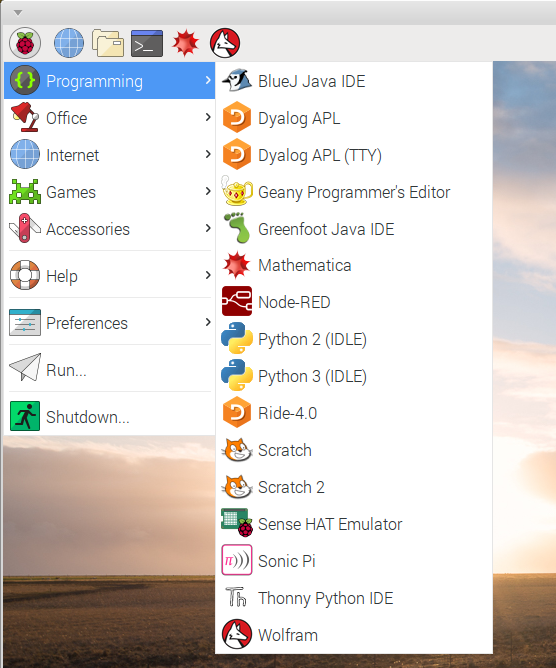 Programming
Office
Internet
Games
Accessories
Help
Preferences
Run...
Shutdown...
BlueJ Java IDE
Dyalog APL
Dyalog APL (TTY)
Geany Programmer's Editor
Greenfoot Java IDE
Mathematica
Node-RED
Python 2 (IDLE)
Python 3 (IDLE)
Ride-4.0
Scratch
Scratch 2
Sense HAT Emulator
Sonic Pi
Thonny Python IDE
Wolfram